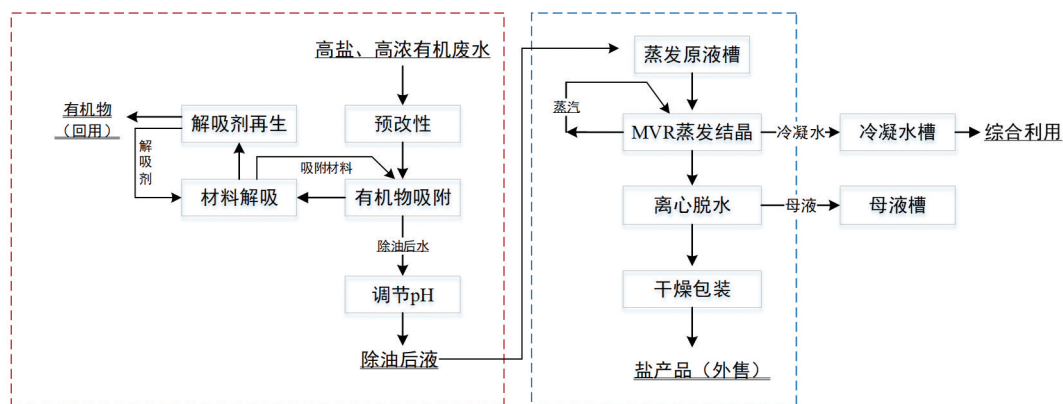 高盐、高浓有机废水
有机物
（回用）
解吸剂再生
预改性
解吸剂
吸附材料
材料解吸
有机物吸附
除油后水
调节pH
除油后液
蒸发原液槽
蒸汽
MVR蒸发结晶
冷凝水
冷凝水槽
综合利用
离心脱水
母液
母液槽
干燥包装
盐产品（外售）